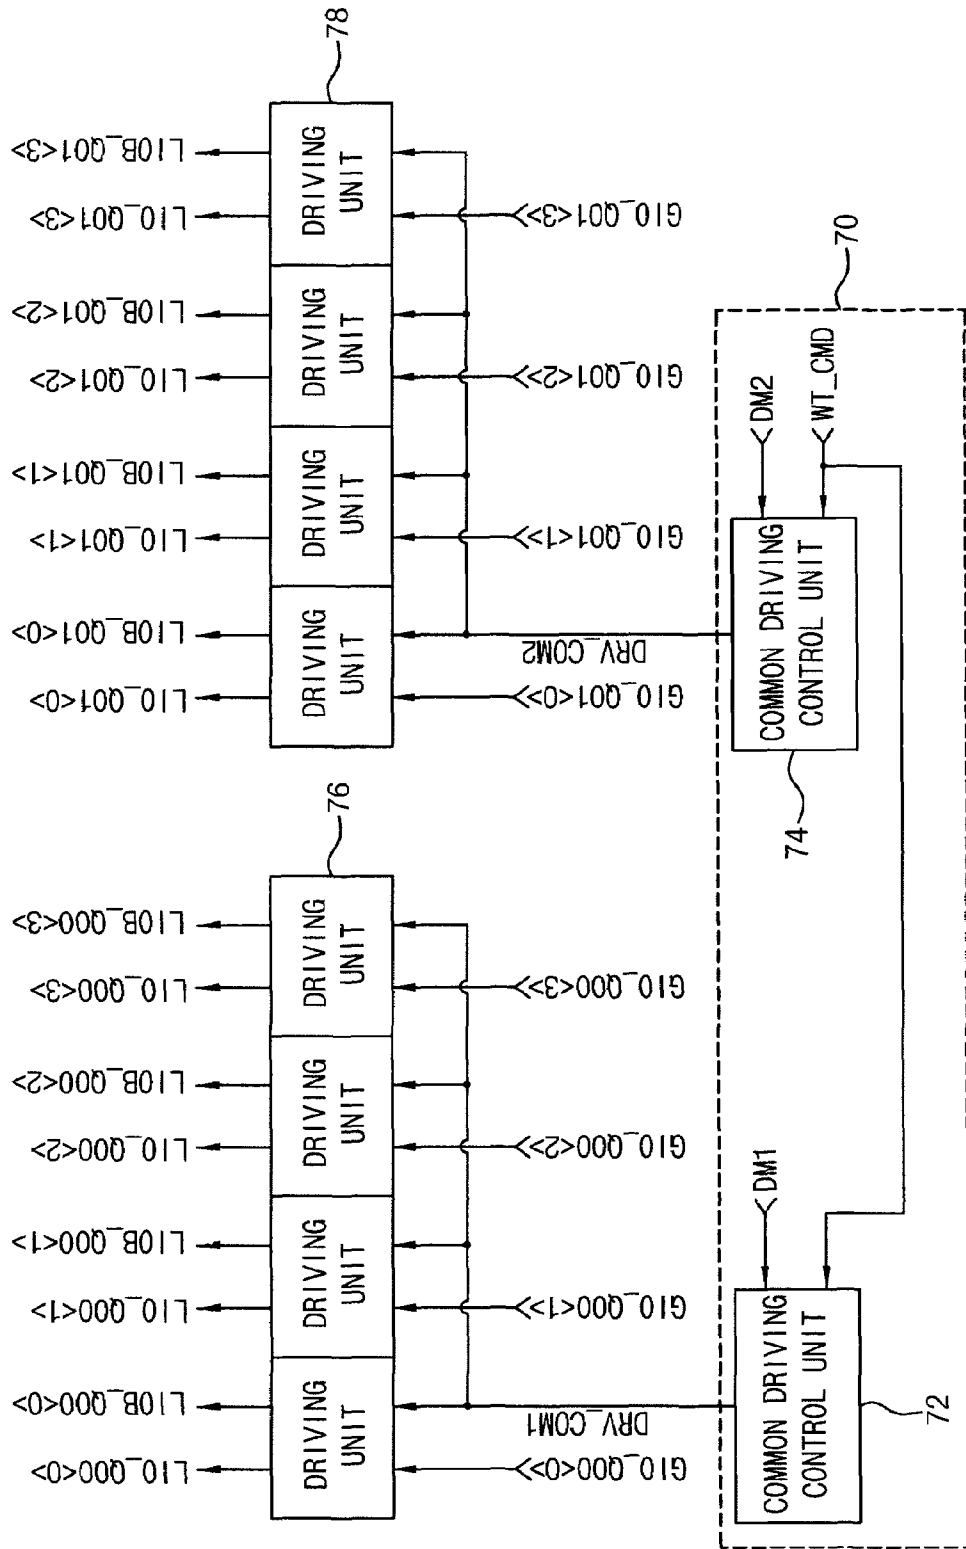 LIO_Q00<0>
LIOB_Q00<0>
LIO_Q00<1>
LIOB_Q00<1>
LIO_Q00<2>
LIOB_Q00<2>
LIO_Q00<3>
LIOB_Q00<3>
LIO_Q01<0>
LIOB_Q01<0>
LIO_Q01<1>
LIOB_Q01<1>
LIO_Q01<2>
LIOB_Q01<2>
LIO_Q01<3>
LIOB_Q01<3>
76
78
DRIVING
UNIT
DRIVING
UNIT
DRIVING
UNIT
DRIVING
UNIT
DRIVING
UNIT
DRIVING
UNIT
DRIVING
UNIT
DRIVING
UNIT
GIO_Q00<0>
DRV_COM1
GIO_Q00<1>
GIO_Q00<2>
GIO_Q00<3>
GIO_Q01<0>
DRV_COM2
GIO_Q01<1>
GIO_Q01<2>
GIO_Q01<3>
70
COMMON DRIVING
CONTROL UNIT
DM1
72
COMMON DRIVING
CONTROL UNIT
DM2
WT_CMD
74